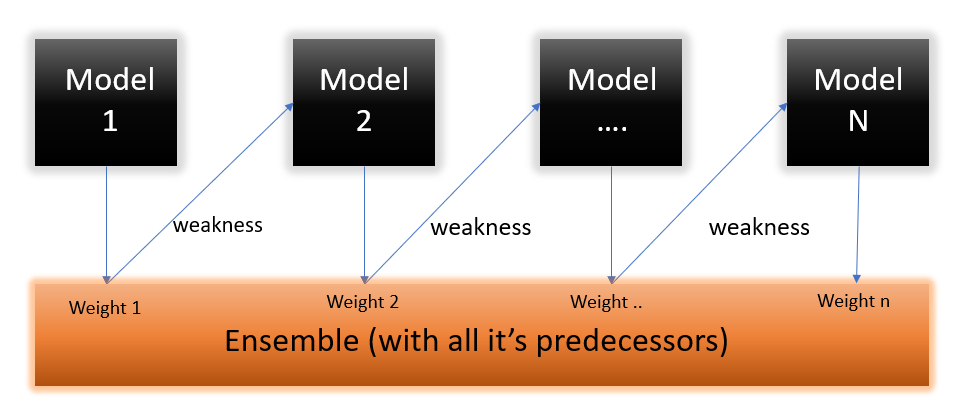 Model
1
Model
2
Model
....
Model
N
weakness
weakness
weakness
Weight 1
Weight 2
Weight ..
Weight n
Ensemble (with all it's predecessors)